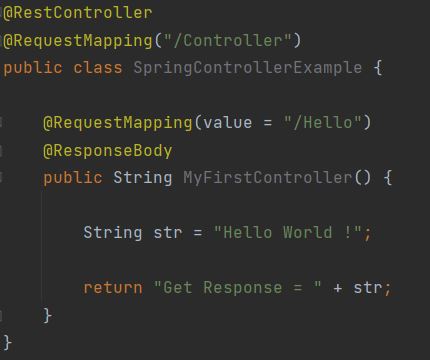 @RestController
@RequestMapping("/Controller")
public class SpringControllerExample {
@RequestMapping(value = "/Hello")
@ResponseBody
public String MyFirstController() {
String str = "Hello World !";
return "Get Response = " + str;
}
}